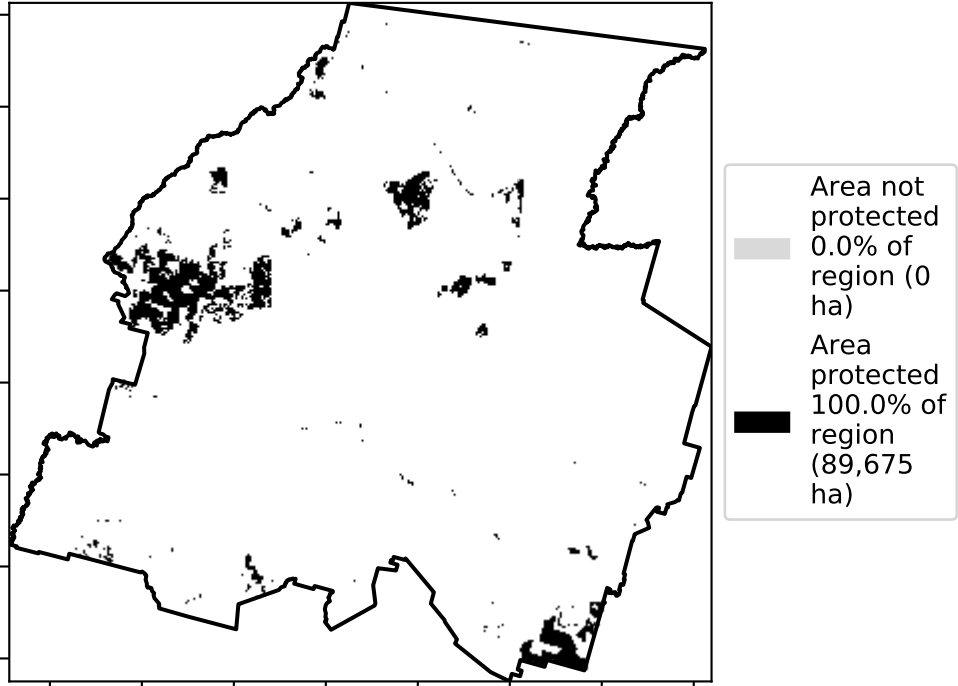 Area not
protected
0.0% of
region (0
ha)
Area
protected
100.0% of
region
(89,675
ha)